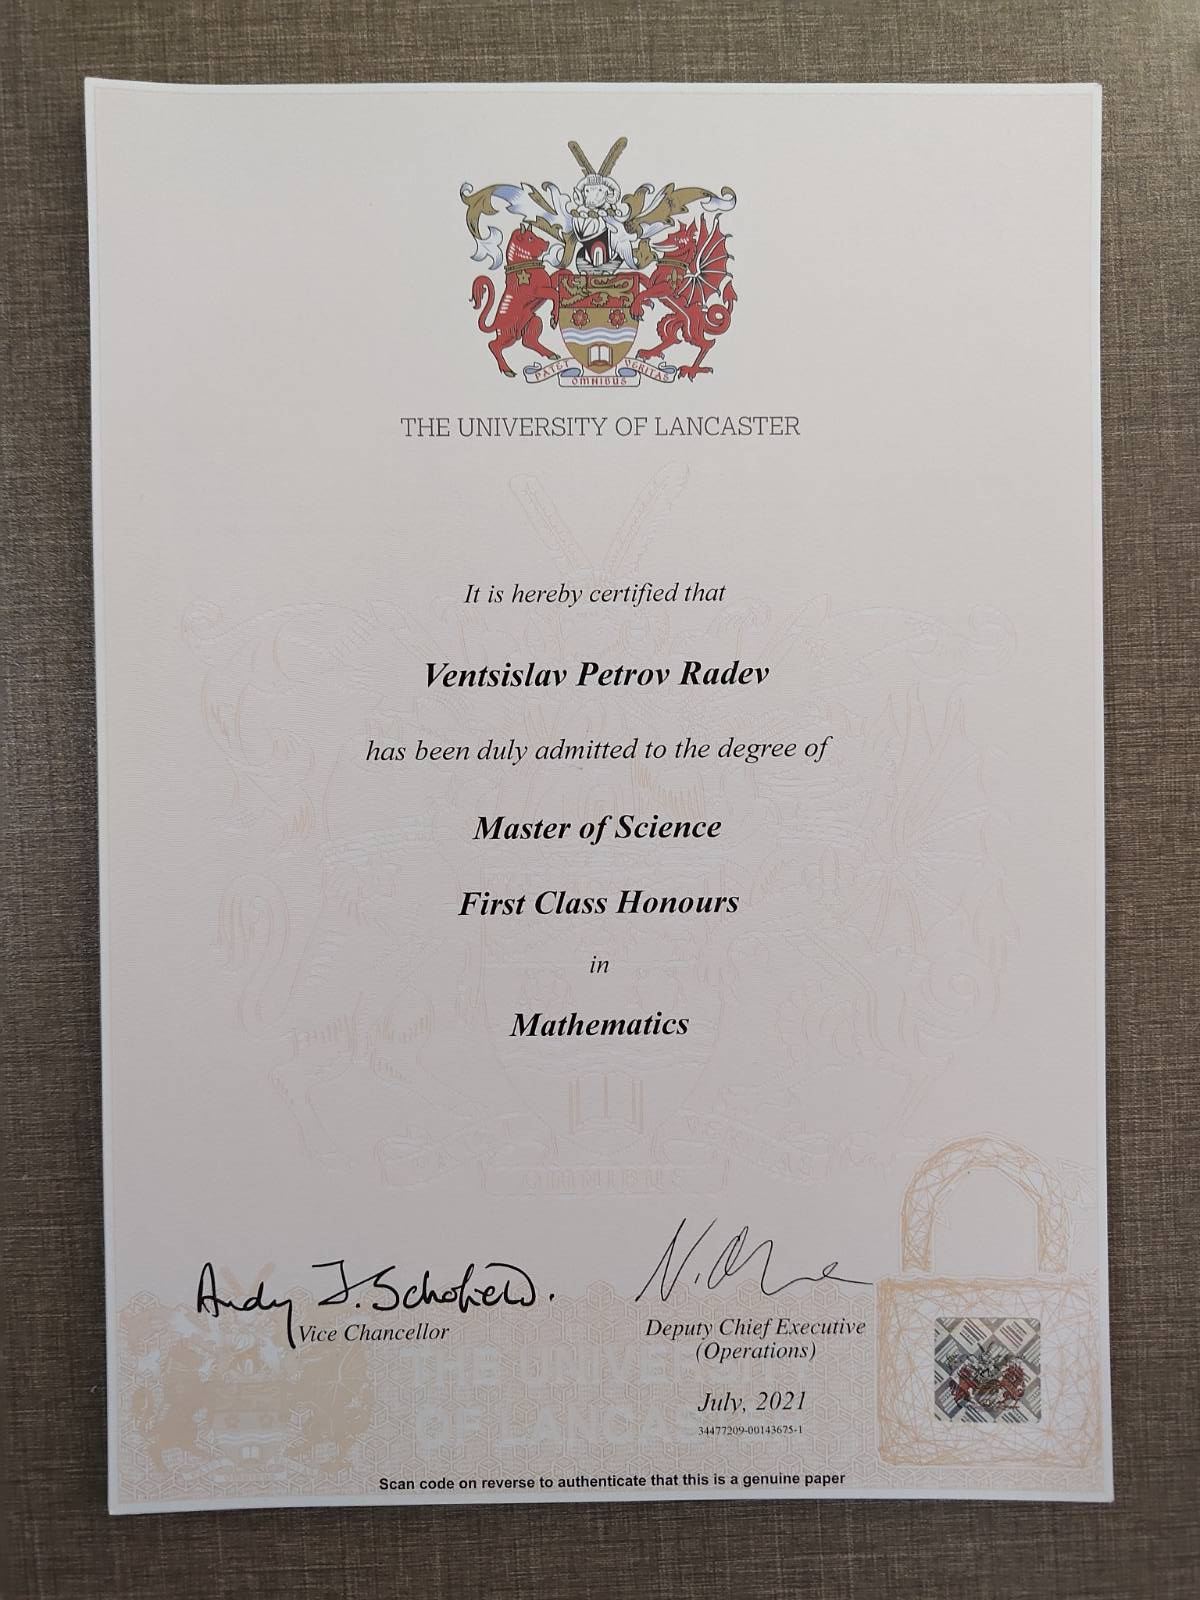 PATET OMNIBUS VERITAS
THE UNIVERSITY OF LANCASTER
It is hereby certified that
Ventsislav Petrov Radev
has been duly admitted to the degree of
Master of Science
First Class Honours
in
Mathematics
OMNIBUS
Andy J. Schofield.
Vice Chancellor
Deputy Chief Executive
(Operations)
THE UNIVERSITY
OF LANCASTER
July, 2021
34477209-00143675-1
Scan code on reverse to authenticate that this is a genuine paper